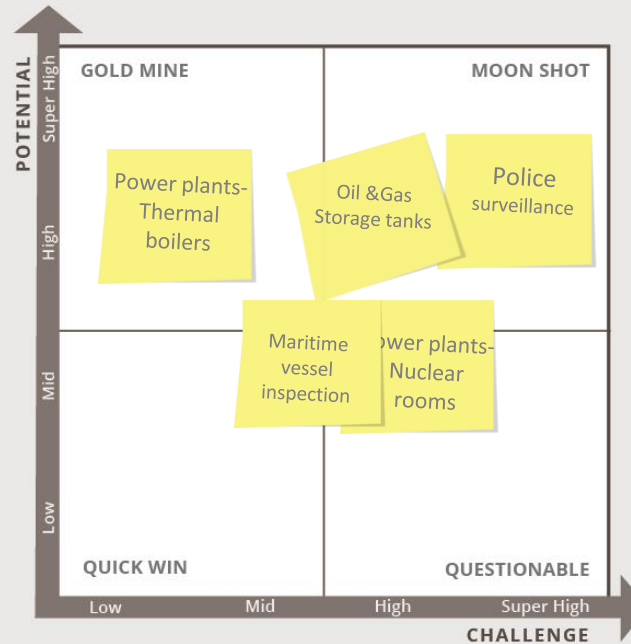 GOLD MINE
MOON SHOT
POTENTIAL
Super High
High
Mid
Low
Power plants-
Thermal
boilers
Oil &Gas
Storage tanks
Police
surveillance
Maritime
vessel
inspection
ower plants-
Nuclear
rooms
QUICK WIN
QUESTIONABLE
Low
Mid
High
Super High
CHALLENGE